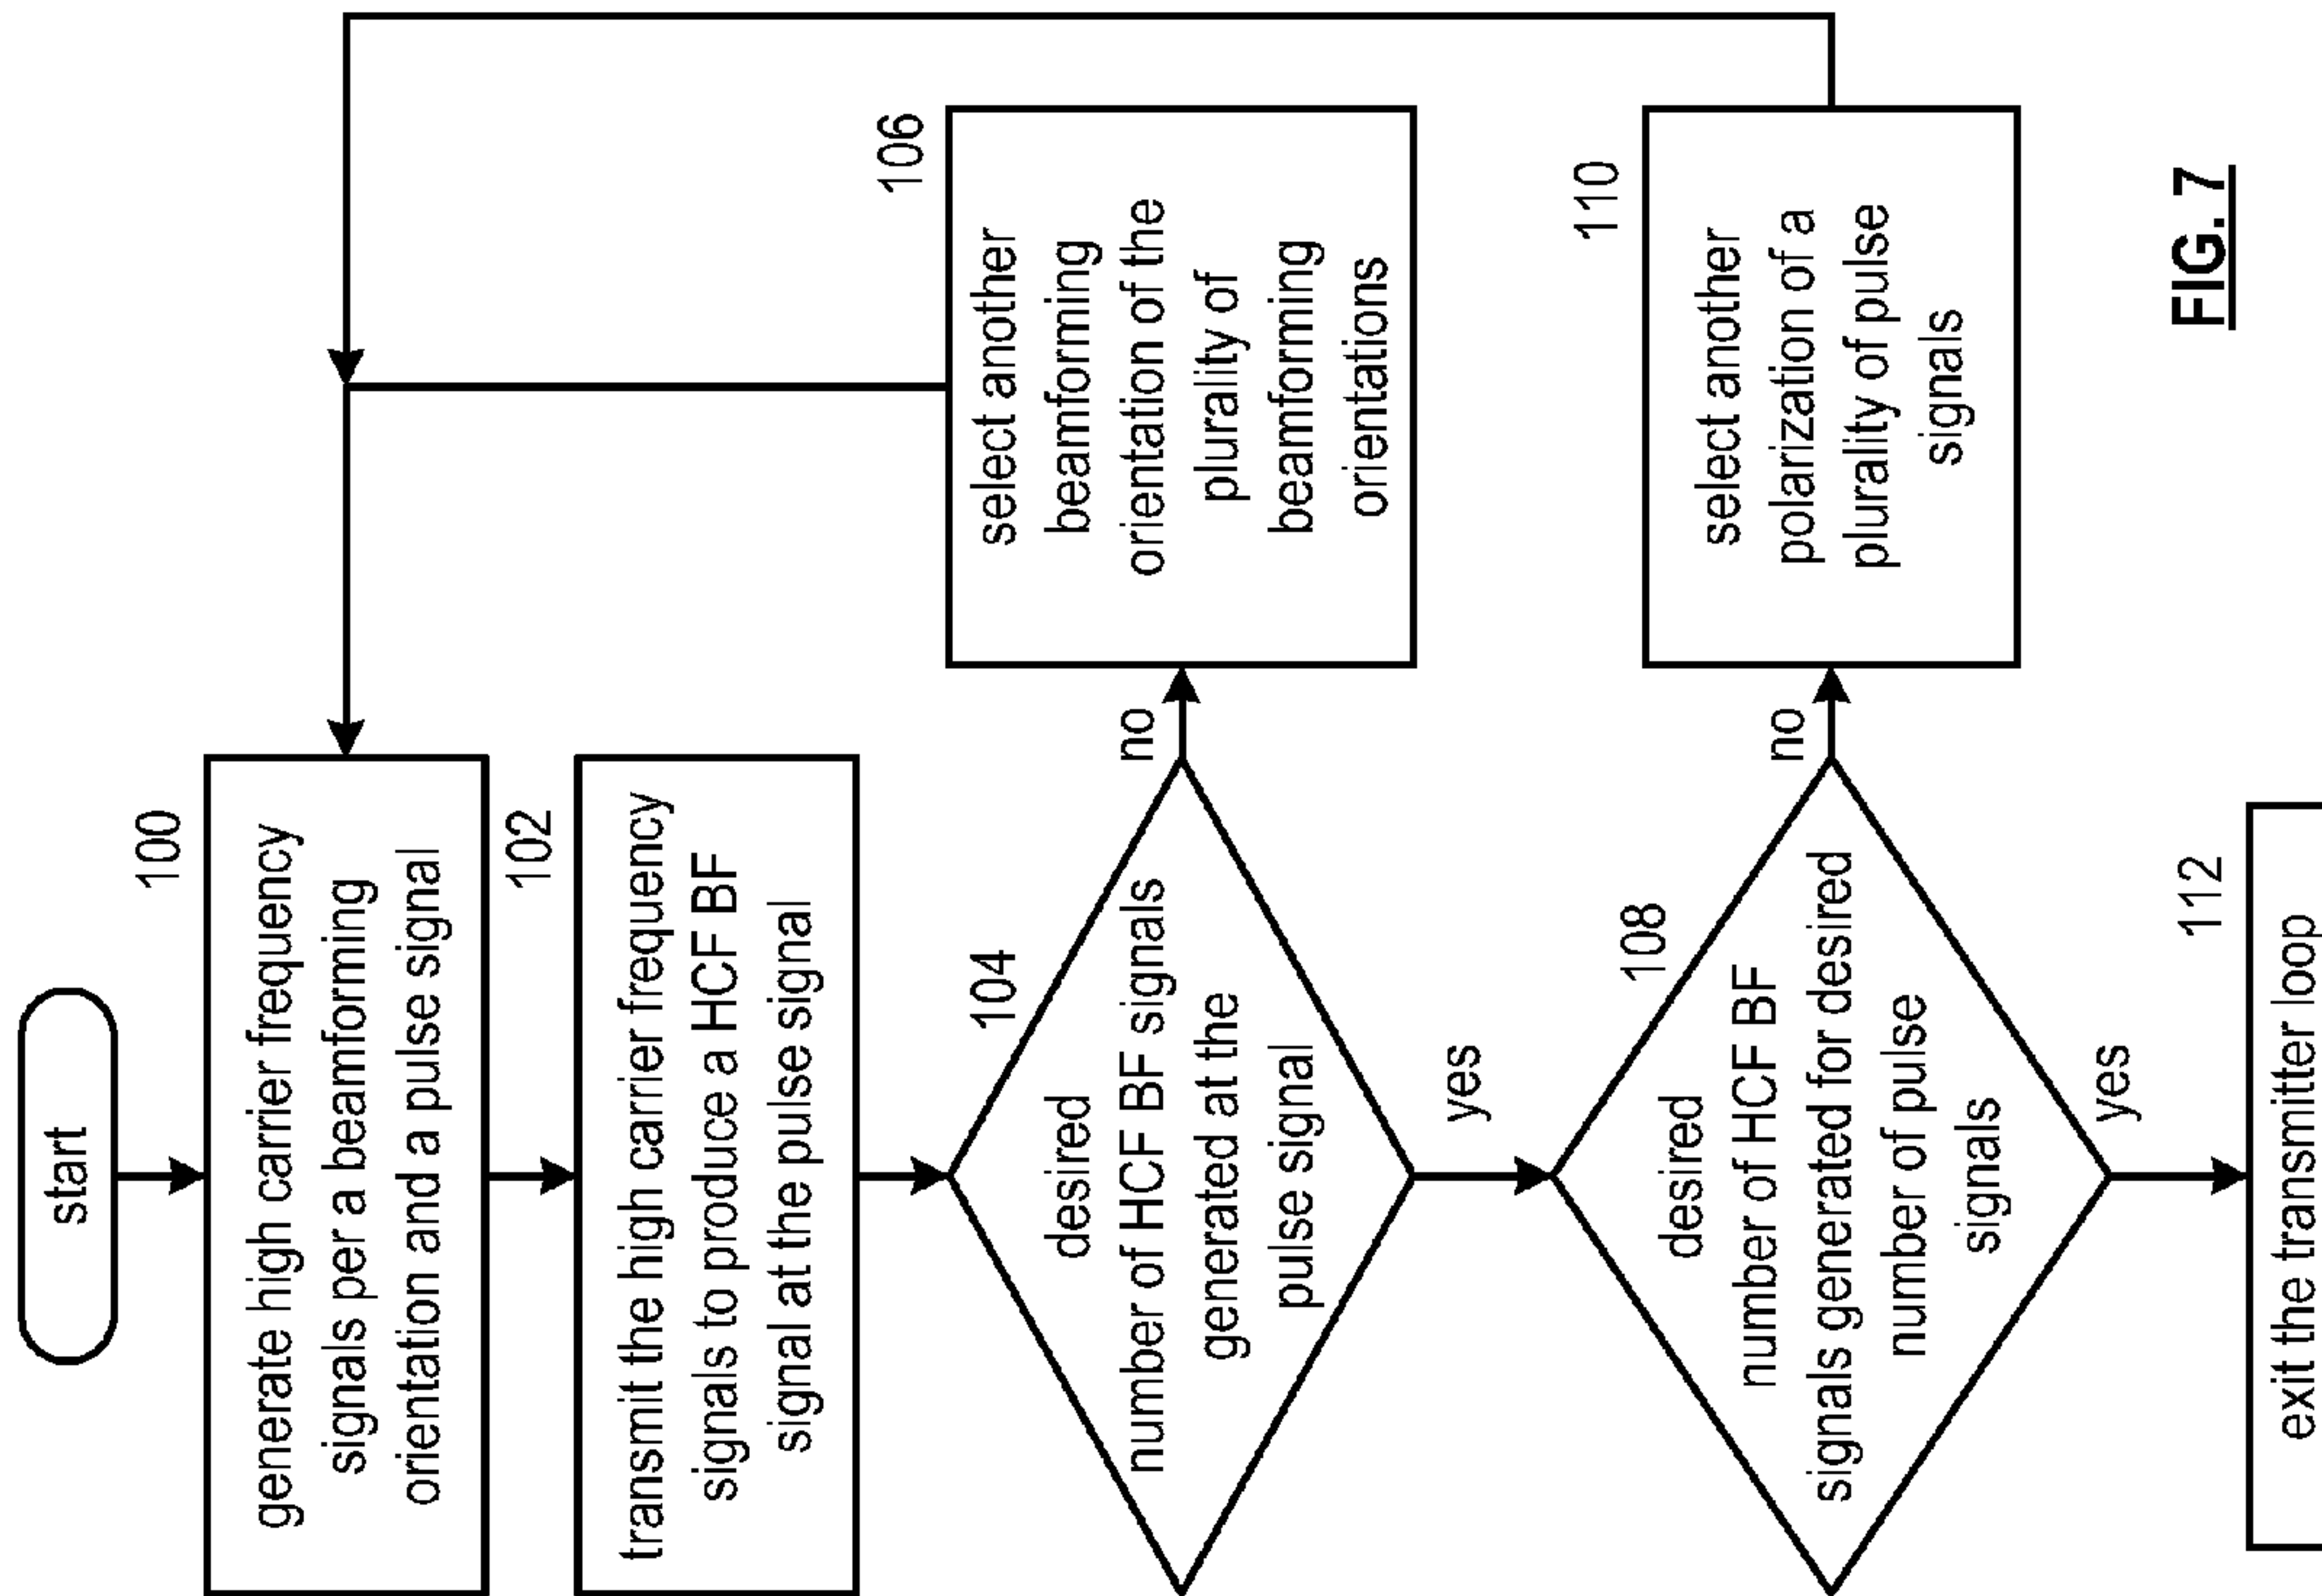 start
100
generate high carrier frequency
signals per a beamforming
orientation and a pulse signal
102
transmit the high carrier frequency
signals to produce a HCF BF
signal at the pulse signal
104
desired
number of HCF BF signals
generated at the
pulse signal
no
106
select another
beamforming
orientation of the
plurality of
beamforming
orientations
yes
108
desired
number of HCF BF
signals generated for desired
number of pulse
signals
no
110
select another
polarization of a
plurality of pulse
signals
yes
112
exit the transmitter loop
FIG. 7